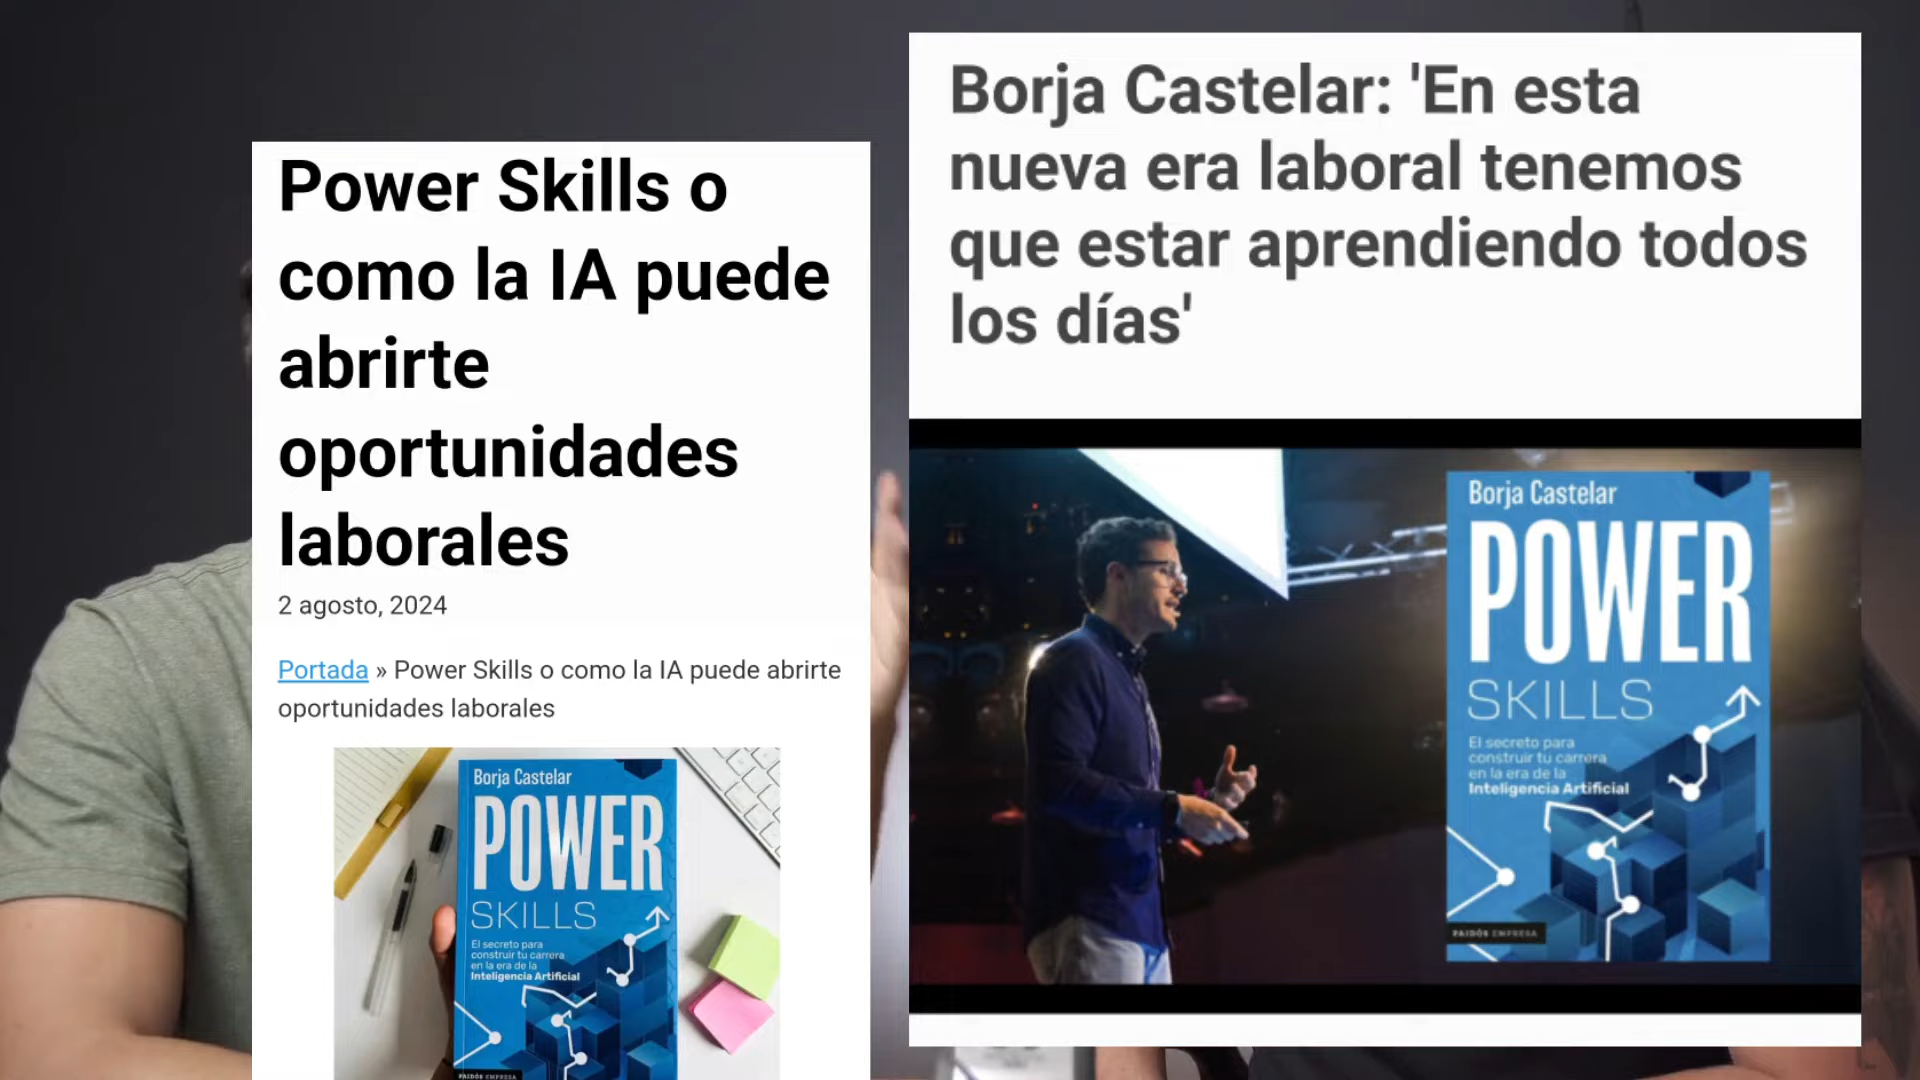 Power Skills o
como la IA puede
abrirte
oportunidades
laborales
2 agosto, 2024
Portada » Power Skills o como la IA puede abrirte
oportunidades laborales
Borja Castelar
POWER
SKILLS
El secreto para
construir tu carrera
en la era de la
Inteligencia Artificial
PAIDÓS EMPRESA
Borja Castelar: 'En esta
nueva era laboral tenemos
que estar aprendiendo todos
los días'
Borja Castelar
POWER
SKILLS
El secreto para
construir tu carrera
en la era de la
Inteligencia Artificial
PAIDÓS EMPRESA